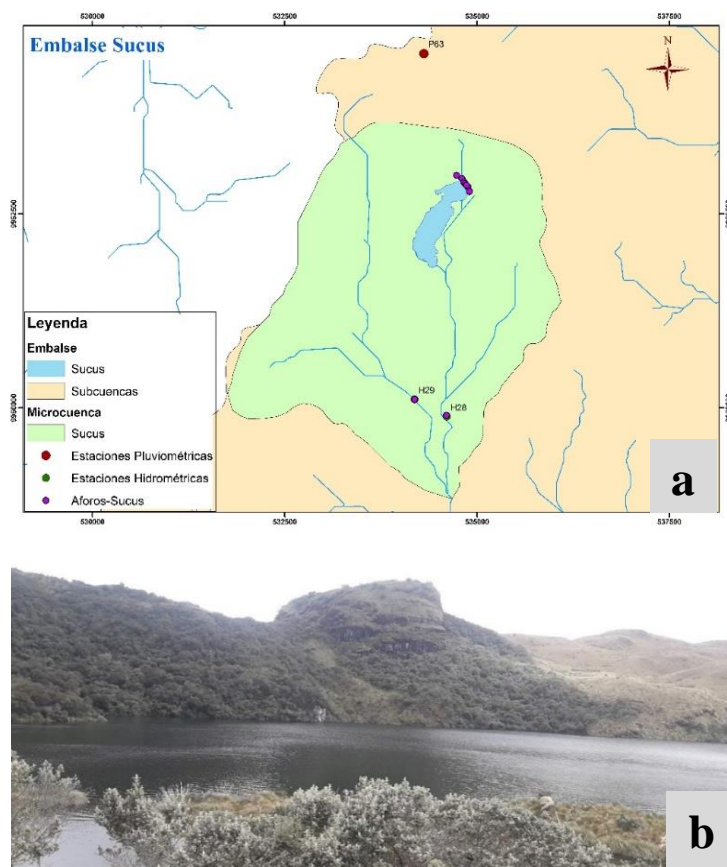 530000 532500 535000 537500
Embalse Sucus
P63
N
9952500
Leyenda
Embalse
Sucus
Subcuencas
Microcuenca
Sucus
Estaciones Pluviométricas
Estaciones Hidrométricas
Aforos-Sucus
H29
H28
a
530000 532500 535000 537500
b